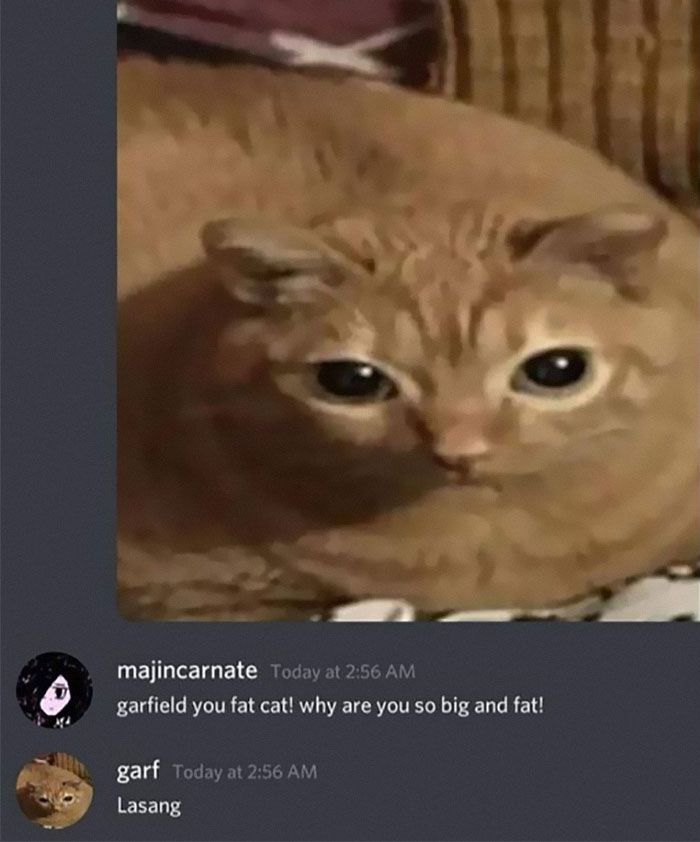 majincarnate Today at 2:56 AM
garfield you fat cat! why are you so big and fat!
garf Today at 2:56 AM
Lasang